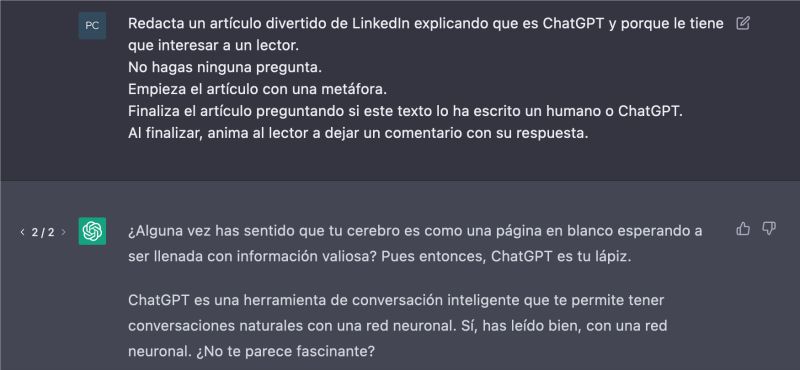 PC
Redacta un artículo divertido de LinkedIn explicando que es ChatGPT y porque le tiene
que interesar a un lector.
No hagas ninguna pregunta.
Empieza el artículo con una metáfora.
Finaliza el artículo preguntando si este texto lo ha escrito un humano o ChatGPT.
Al finalizar, anima al lector a dejar un comentario con su respuesta.
< 2 / 2 >
¿Alguna vez has sentido que tu cerebro es como una página en blanco esperando a
ser llenada con información valiosa? Pues entonces, ChatGPT es tu lápiz.
ChatGPT es una herramienta de conversación inteligente que te permite tener
conversaciones naturales con una red neuronal. Sí, has leído bien, con una red
neuronal. ¿No te parece fascinante?